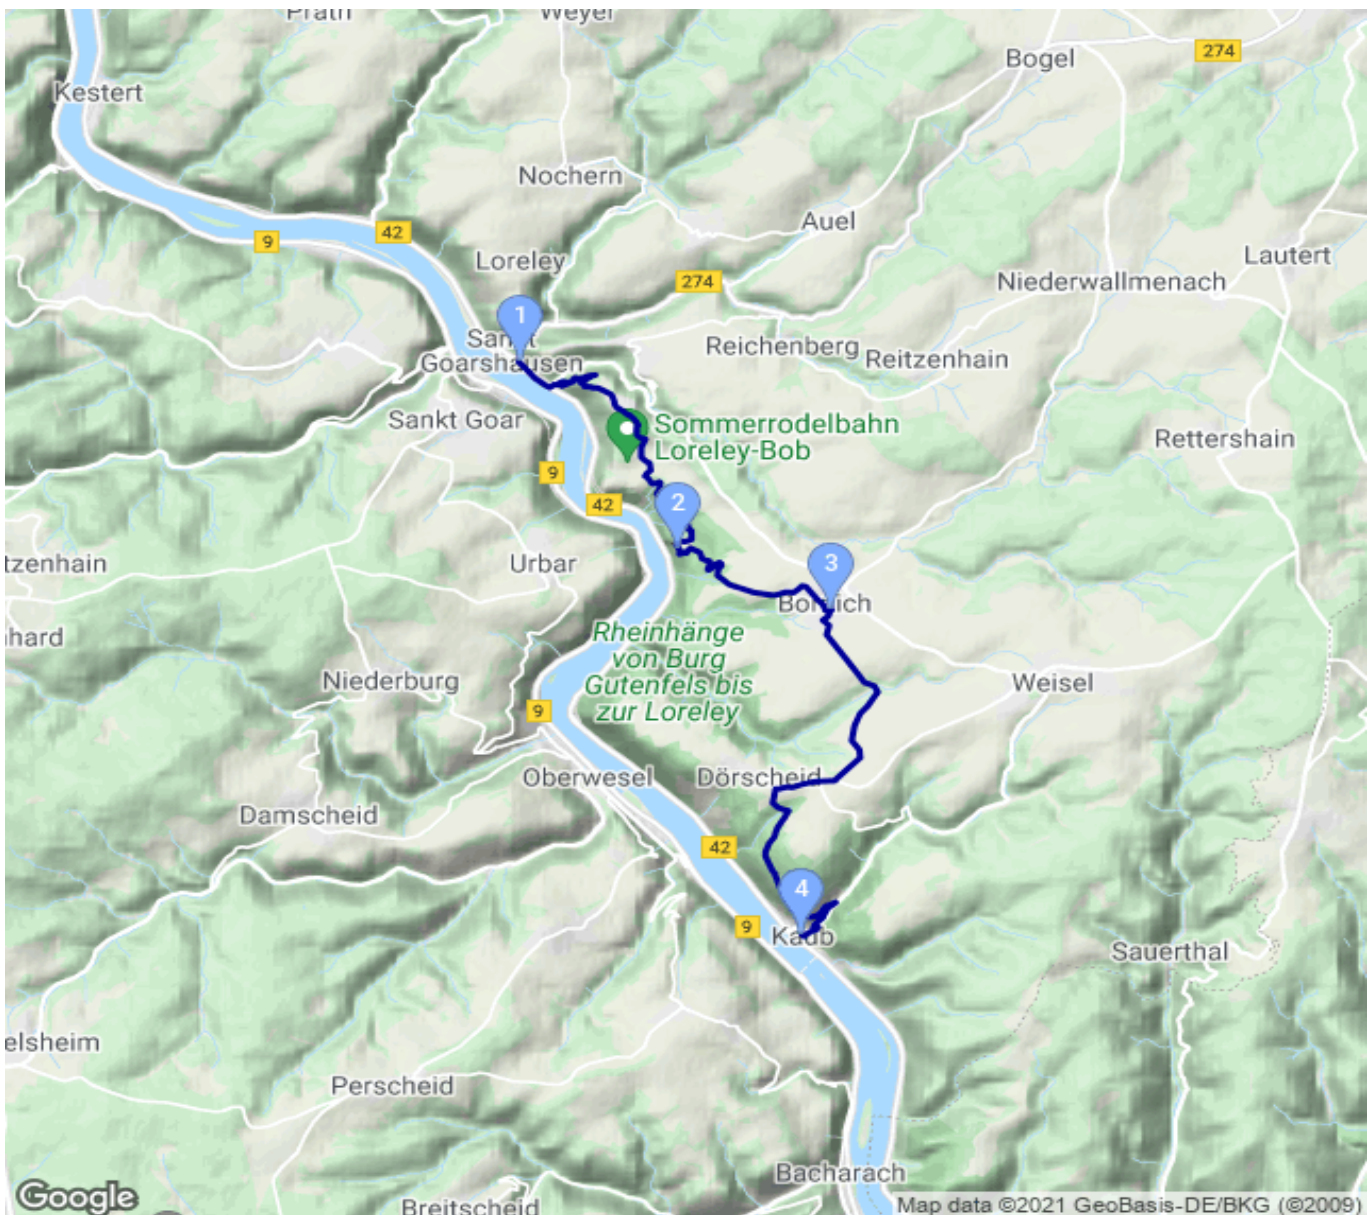 Prath
Weyer
274
Bogel
Kestert
Nochern
Auel
42
9
Lautert
Loreley
274
Niederwallmenach
1
Sankt
Goarshausen
Reichenberg
Reitzenhain
Sankt Goar
Sommerrodelbahn
Loreley-Bob
Rettershain
9
42
2
tzenhain
Urbar
3
Bornich
nhard
Rheinhänge
von Burg
Gutenfels bis
zur Loreley
Niederburg
Weisel
9
Oberwesel
Dörscheid
Damscheid
42
4
9
Kaub
Sauerthal
elsheim
Perscheid
Bacharach
Google
Breitscheid
Map data ©2021 GeoBasis-DE/BKG (©2009)